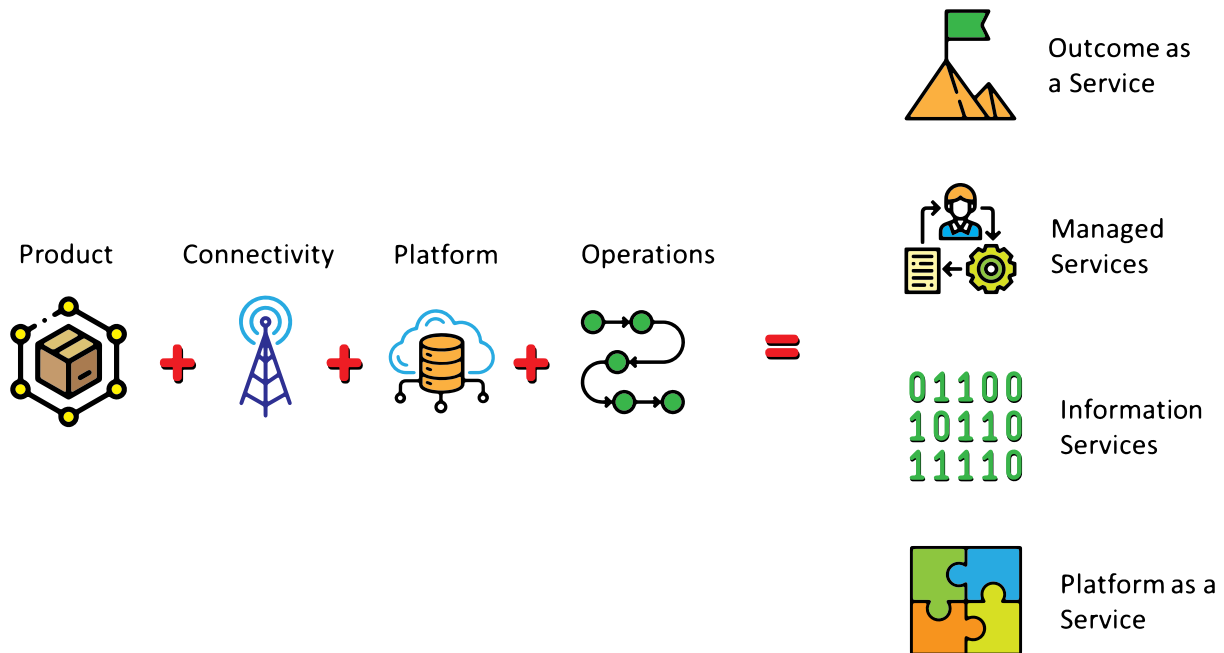 Product
Connectivity
Platform
Operations
Outcome as
a Service
Managed
Services
01100
10110
11110
Information
Services
Platform as a
Service